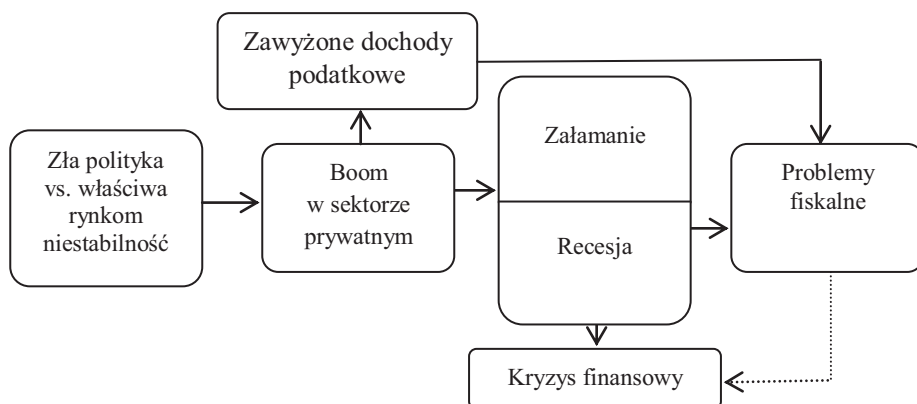 Zawyżone dochody
podatkowe
Zła polityka
vs. właściwa
rynkom
niestabilność
Boom
w sektorze
prywatnym
Załamanie
Recesja
Problemy
fiskalne
Kryzys finansowy